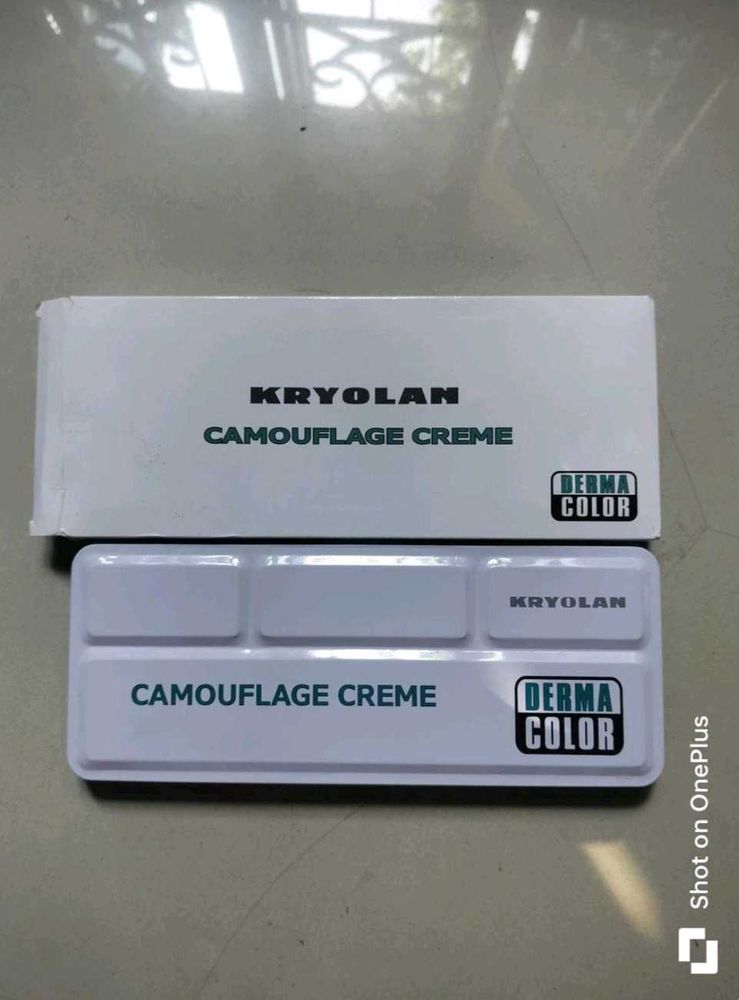 KRYOLAN
CAMOUFLAGE CREME
DERMA
COLOR
KRYOLAN
CAMOUFLAGE CREME
DERMA
COLOR
Shot on OnePlus